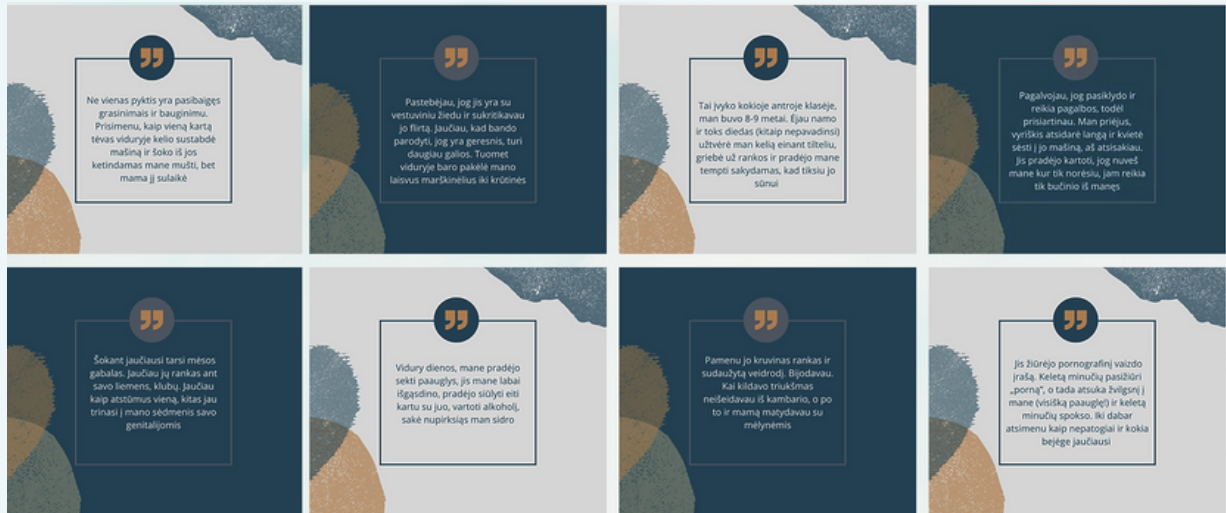 Ne vienas pyktis yra pasibaigęs
grasinimais ir bauginimu.
Prisimenu, kaip vieną kartą
tėvas viduryje kelio sustabdė
mašiną ir šoko iš jos
ketindamas mane mušti, bet
mama jį sulaikė
Pastebėjau, jog jis yra su
vestuviniu žiedu ir sukritikavau
jo flirtą. Jaučiau, kad bando
parodyti, jog yra geresnis, turi
daugiau galios. Tuomet
viduryje baro pakėlė mano
laisvus marškinėlius iki krūtinės
Tai įvyko kokioje antroje klasėje,
man buvo 8-9 metai. Ėjau namo
ir toks diedas (kitaip nepavadinsi)
užtvėrė man kelią einant tilteliu,
griebė už rankos ir pradėjo mane
tempti sakydamas, kad tiksiu jo
sūnui
Pagalvojau, jog pasiklydo ir
reikia pagalbos, todėl
prisiartinau. Man priėjus,
vyriškis atsidarė langą ir kvietė
sėsti į jo mašiną, aš atsisakiau.
Jis pradėjo kartoti, jog nuveš
mane kur tik norėsiu, jam reikia
tik bučinio iš manęs
Šokant jaučiausi tarsi mėsos
gabalas. Jaučiau jų rankas ant
savo liemens, klubų. Jaučiau
kaip atstūmus vieną, kitas jau
trinasi į mano sėdmenis savo
genitalijomis
Vidury dienos, mane pradėjo
sekti paauglys, jis mane labai
išgąsdino, pradėjo siūlyti eiti
kartu su juo, vartoti alkoholį,
sakė nupirksiąs man sidro
Pamenu jo kruvinas rankas ir
sudaužytą veidrodį. Bijodavau.
Kai kildavo triukšmas
neišeidavau iš kambario, o po
to ir mamą matydavau su
mėlynėmis
Jis žiūrėjo pornografinį vaizdo
įrašą. Keletą minučių pasižiūri
„porną“, o tada atsuka žvilgsnį į
mane (visišką paauglę!) ir keletą
minučių spokso. Iki dabar
atsimenu kaip nepatogiai ir kokia
bejėge jaučiausi